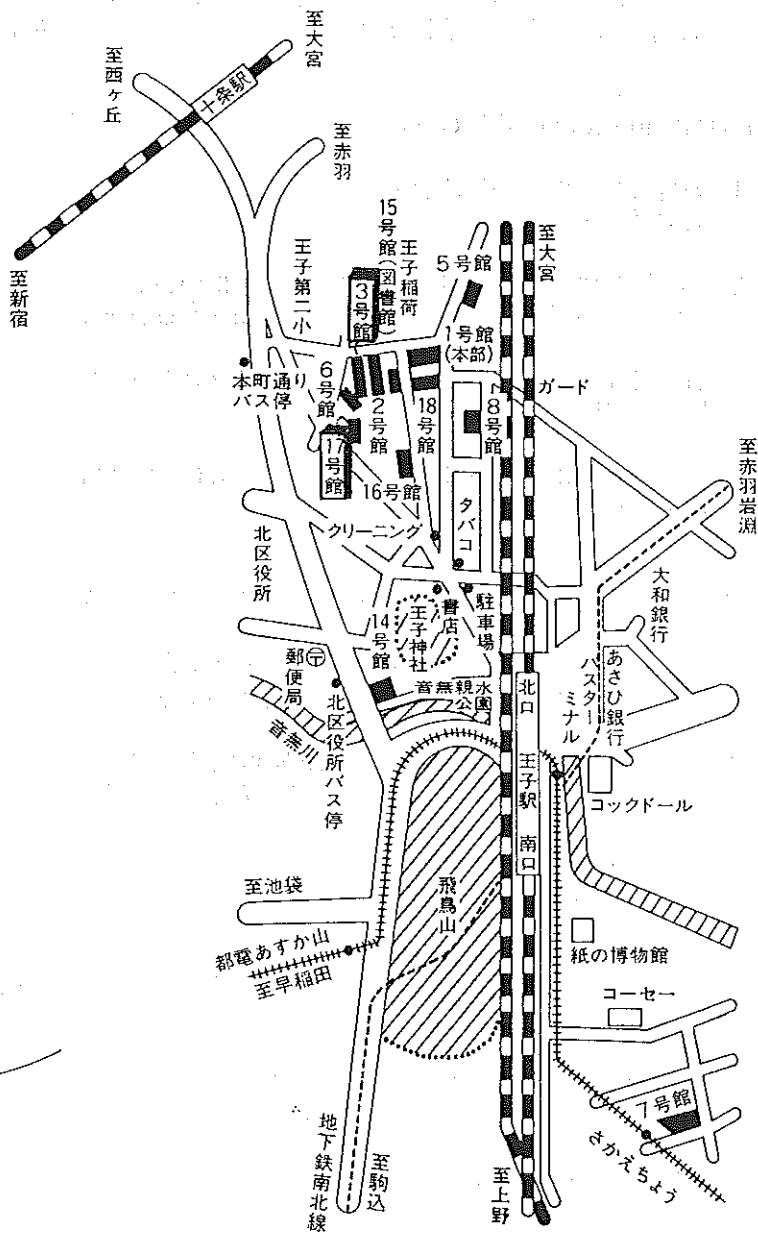 至大宮
至西ヶ丘
十条駅
至赤羽
至新宿
王子第二小
15号館(図書館)
3号館
王子稲荷
5号館
至大宮
1号館
(本部)
本町通り
バス停
6号館
2号館
18号館
8号館
ガード
17号館
16号館
タバコ
至赤羽岩淵
クリーニング
北区役所
大和銀行
14号館
王子神社
書店
駐車場
〒郵便局
音無親水
公園
北口
王子駅
南口
バスターミナル
あさひ銀行
音無川
北区役所バス停
コックドール
至池袋
飛鳥山
都電あすか山
至早稲田
紙の博物館
コーセー
7号館
さかえちょう
地下鉄南北線
至駒込
至上野